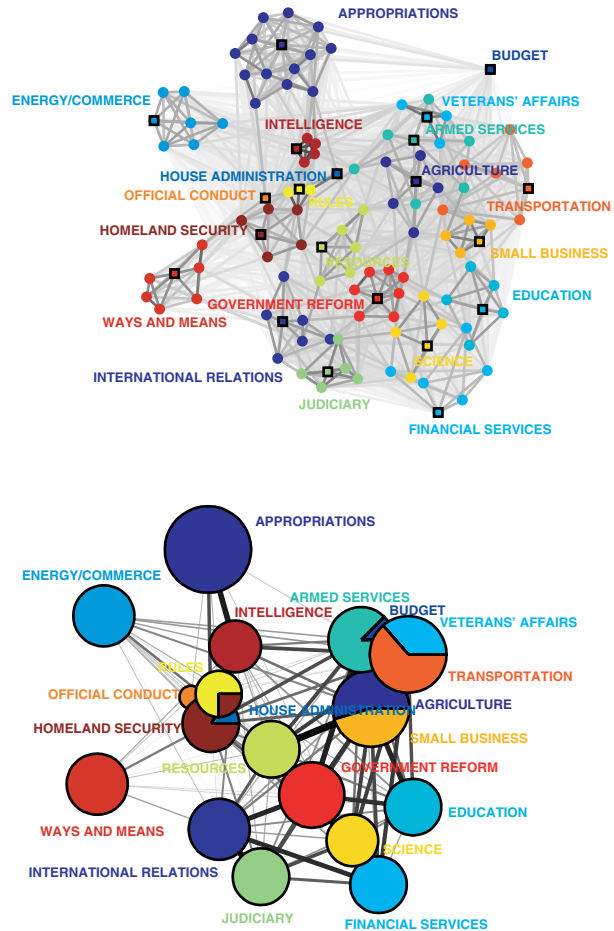 APPROPRIATIONS
BUDGET
ENERGY/COMMERCE
VETERANS' AFFAIRS
INTELLIGENCE
ARMED SERVICES
HOUSE ADMINISTRATION
AGRICULTURE
OFFICIAL CONDUCT
RULES
TRANSPORTATION
HOMELAND SECURITY
SMALL BUSINESS
RESOURCES
EDUCATION
GOVERNMENT REFORM
WAYS AND MEANS
SCIENCE
INTERNATIONAL RELATIONS
JUDICIARY
FINANCIAL SERVICES
APPROPRIATIONS
ENERGY/COMMERCE
ARMED SERVICES
BUDGET
INTELLIGENCE
VETERANS' AFFAIRS
RULES
TRANSPORTATION
OFFICIAL CONDUCT
AGRICULTURE
HOUSE ADMINISTRATION
HOMELAND SECURITY
SMALL BUSINESS
RESOURCES
GOVERNMENT REFORM
EDUCATION
WAYS AND MEANS
SCIENCE
INTERNATIONAL RELATIONS
JUDICIARY
FINANCIAL SERVICES